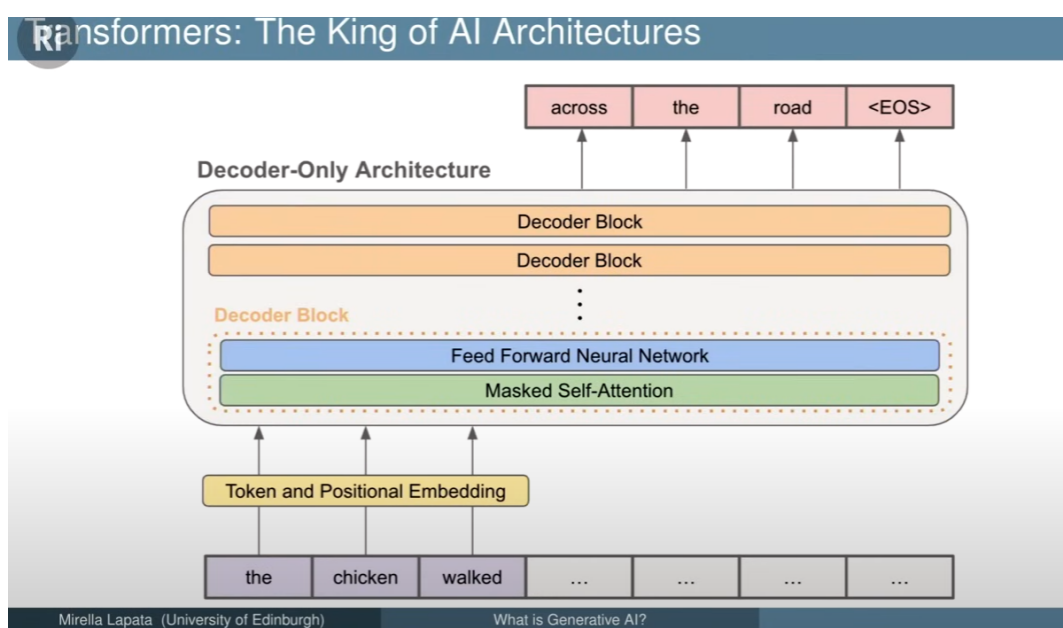 Transformers: The King of AI Architectures
Ri
across the road <EOS>
Decoder-Only Architecture
Decoder Block
Decoder Block
⋮
Decoder Block
Feed Forward Neural Network
Masked Self-Attention
Token and Positional Embedding
the chicken walked ... ... ... ...
Mirella Lapata (University of Edinburgh) What is Generative AI?